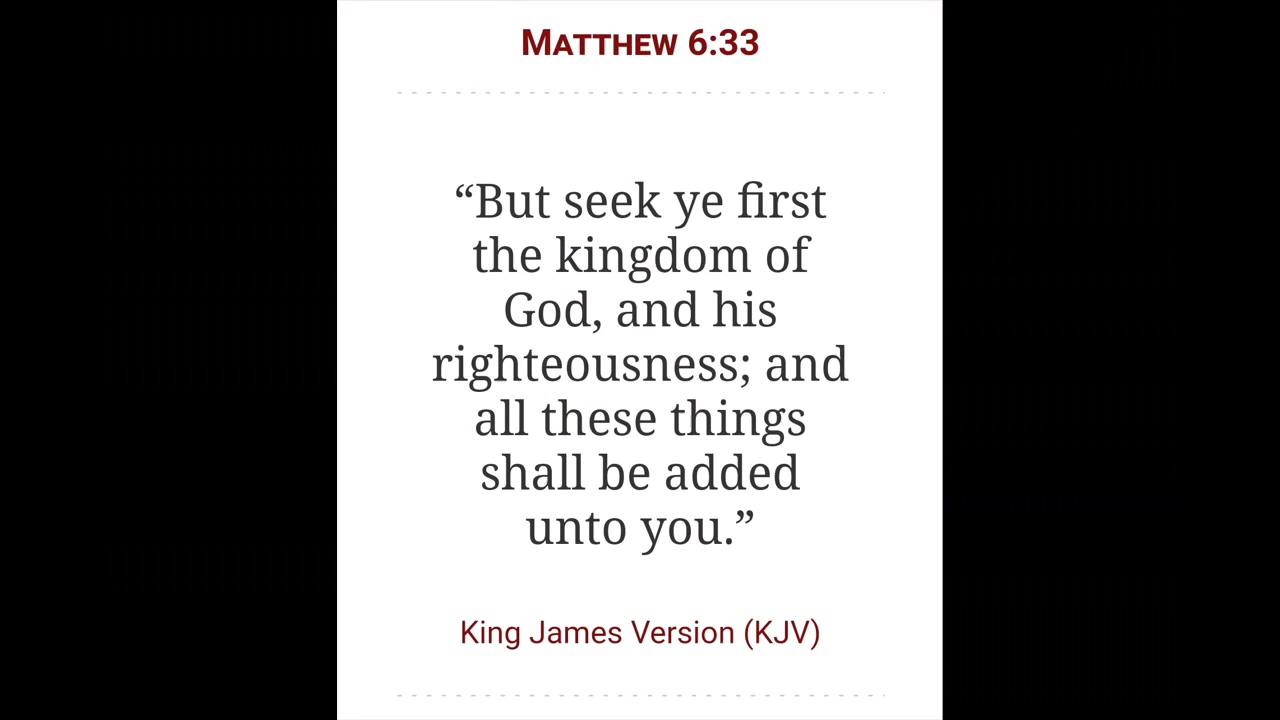 MATTHEW 6:33
“But seek ye first
the kingdom of
God, and his
righteousness; and
all these things
shall be added
unto you.”
King James Version (KJV)